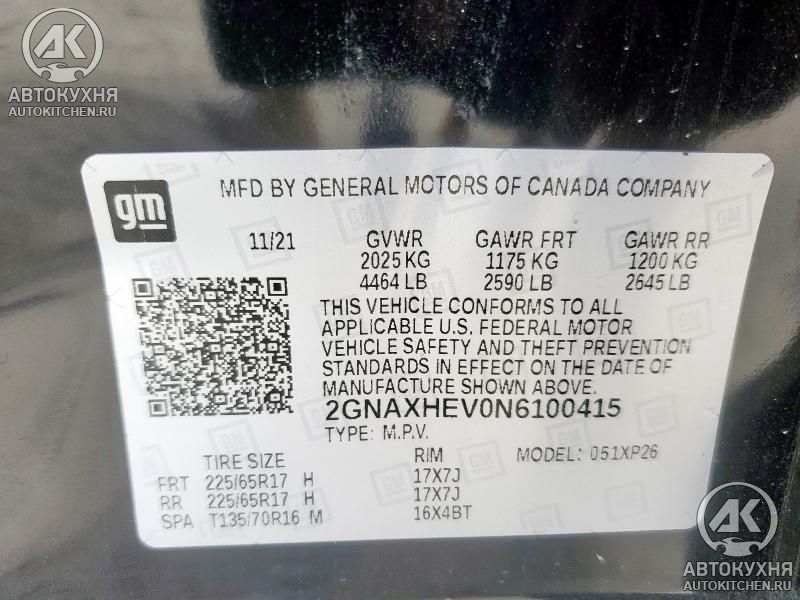 AK
АВТОКУХНЯ
AUTOKITCHEN.RU
gm
MFD BY GENERAL MOTORS OF CANADA COMPANY
11/21 GVWR GAWR FRT GAWR RR
2025 KG 1175 KG 1200 KG
4464 LB 2590 LB 2645 LB
THIS VEHICLE CONFORMS TO ALL
APPLICABLE U.S. FEDERAL MOTOR
VEHICLE SAFETY AND THEFT PREVENTION
STANDARDS IN EFFECT ON THE DATE OF
MANUFACTURE SHOWN ABOVE.
2GNAXHEV0N6100415
TYPE: M.P.V. MODEL: 051XP26
TIRE SIZE RIM
FRT 225/65R17 H 17X7J
RR 225/65R17 H 17X7J
SPA T135/70R16 M 16X4BT
AK
АВТОКУХНЯ
AUTOKITCHEN.RU